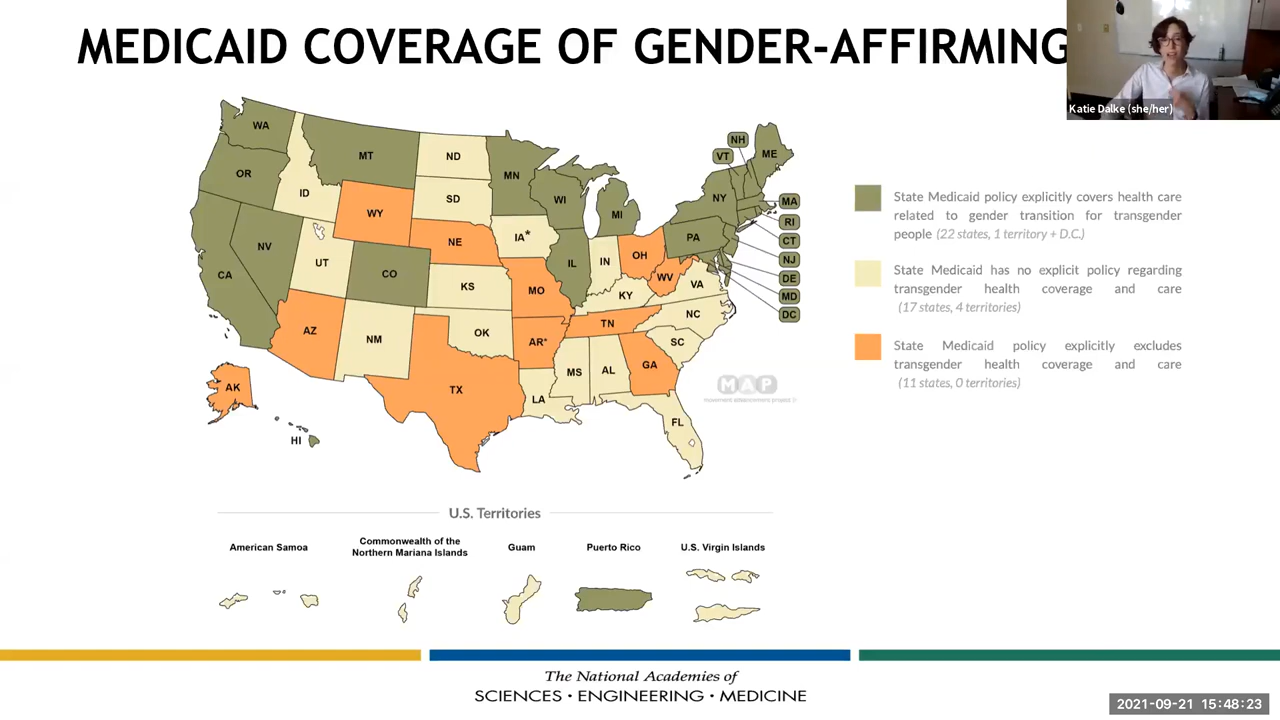 MEDICAID COVERAGE OF GENDER-AFFIRMING
Katie Dalke (she/her)
WA
MT
ND
MN
OR
ID
SD
WI
MI
NY
VT
NH
ME
WY
IA*
NE
PA
MA
RI
CT
NJ
DE
MD
DC
NV
UT
CO
CA
IL
IN
OH
WV
VA
KS
MO
KY
AZ
NM
OK
AR*
TN
NC
SC
MS
AL
GA
TX
LA
FL
AK
HI
MAP
movement advancement project
State Medicaid policy explicitly covers health care
related to gender transition for transgender
people (22 states, 1 territory + D.C.)
State Medicaid has no explicit policy regarding
transgender health coverage and care
(17 states, 4 territories)
State Medicaid policy explicitly excludes
transgender health coverage and care
(11 states, 0 territories)
U.S. Territories
American Samoa
Commonwealth of the
Northern Mariana Islands
Guam
Puerto Rico
U.S. Virgin Islands
The National Academies of
SCIENCES • ENGINEERING • MEDICINE
2021-09-21 15:48:23